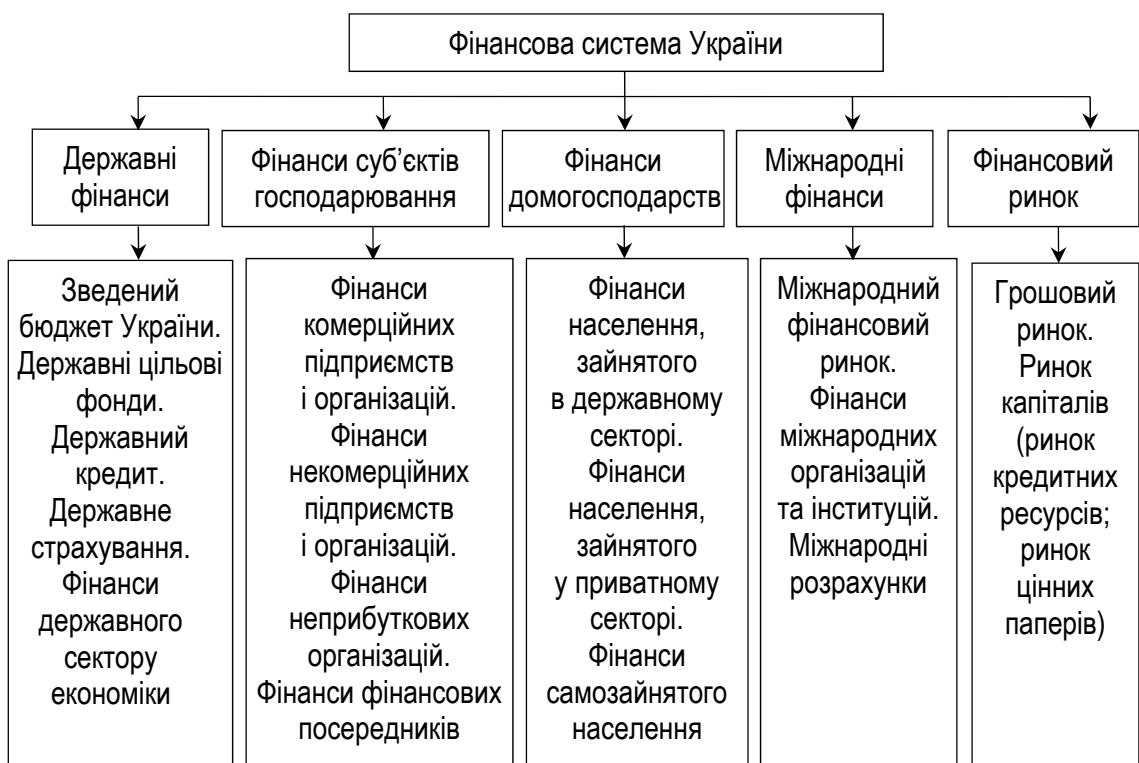 Фінансова система України
Державні
фінанси
Фінанси суб’єктів
господарювання
Фінанси
домогосподарств
Міжнародні
фінанси
Фінансовий
ринок
Зведений
бюджет України.
Державні цільові
фонди.
Державний
кредит.
Державне
страхування.
Фінанси
державного
сектору
економіки
Фінанси
комерційних
підприємств
і організацій.
Фінанси
некомерційних
підприємств
і організацій.
Фінанси
неприбуткових
організацій.
Фінанси фінансових
посередників
Фінанси
населення,
зайнятого
в державному
секторі.
Фінанси
населення,
зайнятого
у приватному
секторі.
Фінанси
самозайнятого
населення
Міжнародний
фінансовий
ринок.
Фінанси
міжнародних
організацій
та інституцій.
Міжнародні
розрахунки
Грошовий
ринок.
Ринок
капіталів
(ринок
кредитних
ресурсів;
ринок
цінних
паперів)